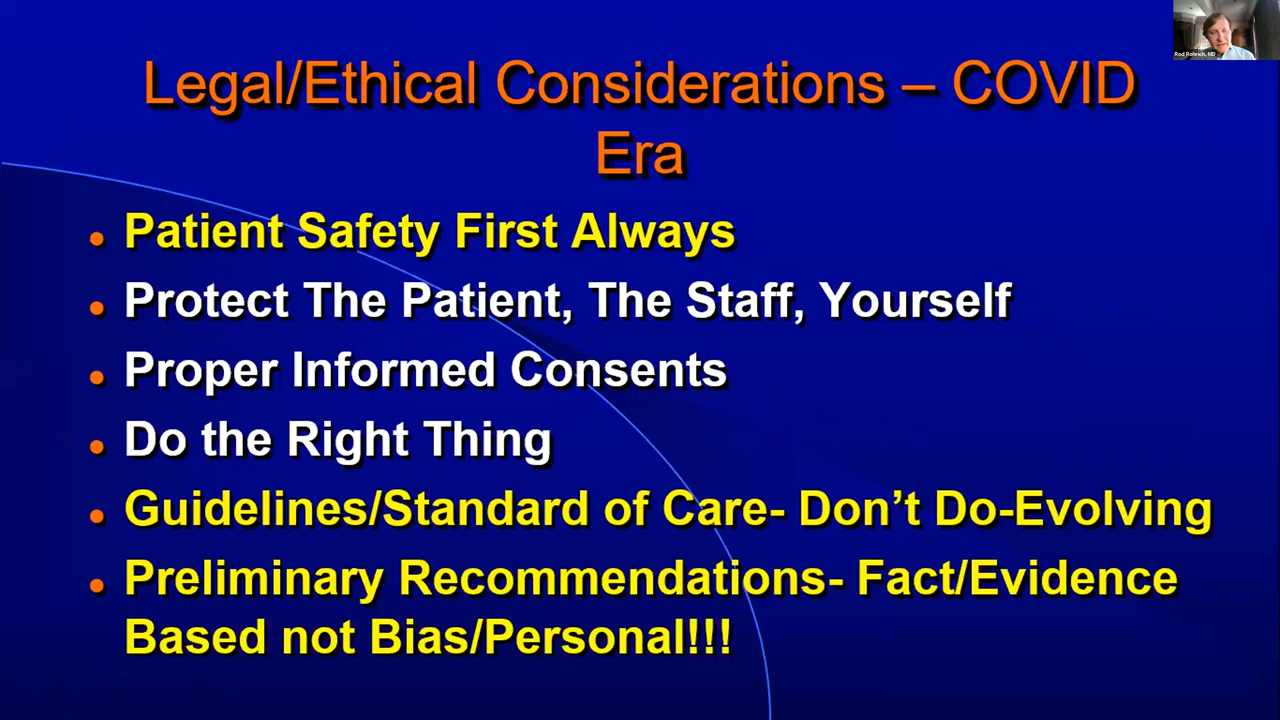 Rod Rohrich, MD
Legal/Ethical Considerations – COVID
Era
Patient Safety First Always
Protect The Patient, The Staff, Yourself
Proper Informed Consents
Do the Right Thing
Guidelines/Standard of Care- Don’t Do-Evolving
Preliminary Recommendations- Fact/Evidence
Based not Bias/Personal!!!